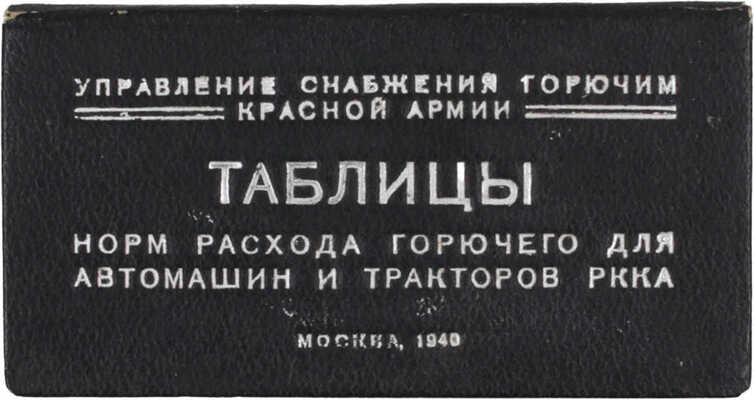 УПРАВЛЕНИЕ СНАБЖЕНИЯ ГОРЮЧИМ
КРАСНОЙ АРМИИ
ТАБЛИЦЫ
НОРМ РАСХОДА ГОРЮЧЕГО ДЛЯ
АВТОМАШИН И ТРАКТОРОВ РККА
МОСКВА, 1940